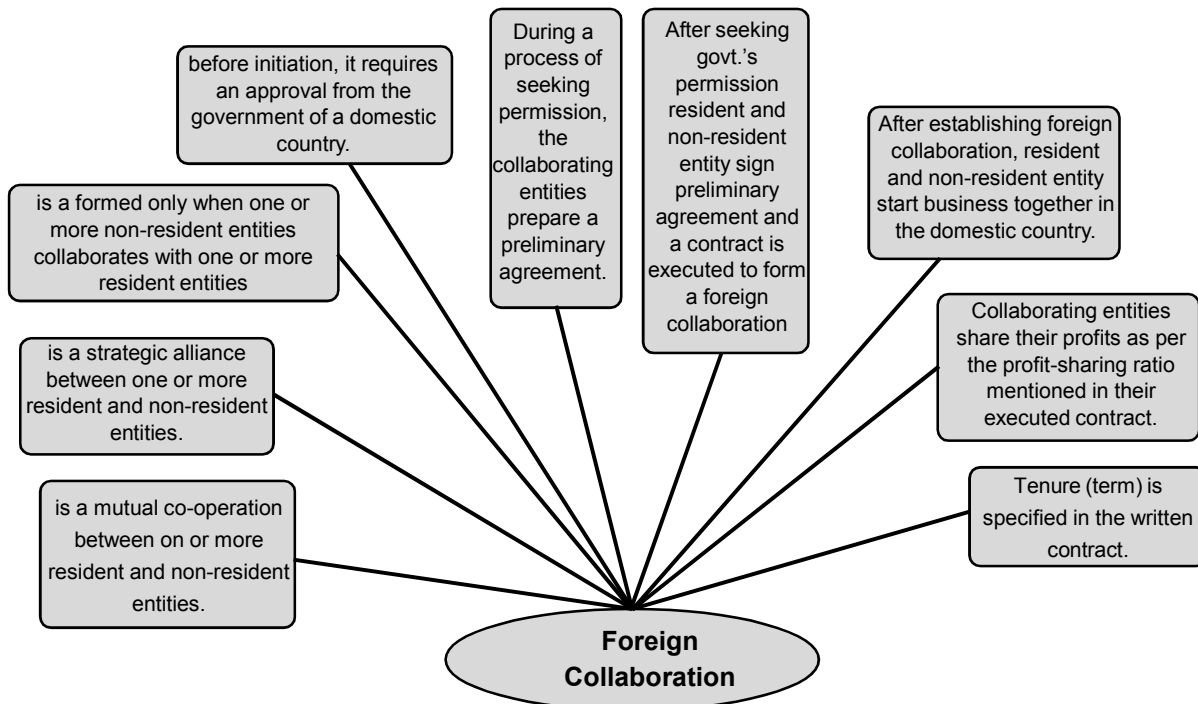 before initiation, it requires
an approval from the
government of a domestic
country.
is a formed only when one or
more non-resident entities
collaborates with one or more
resident entities
is a strategic alliance
between one or more
resident and non-resident
entities.
is a mutual co-operation
between on or more
resident and non-resident
entities.
During a
process of
seeking
permission,
the
collaborating
entities
prepare a
preliminary
agreement.
After seeking
govt.'s
permission
resident and
non-resident
entity sign
preliminary
agreement and
a contract is
executed to form
a foreign
collaboration
After establishing foreign
collaboration, resident
and non-resident entity
start business together in
the domestic country.
Collaborating entities
share their profits as per
the profit-sharing ratio
mentioned in their
executed contract.
Tenure (term) is
specified in the written
contract.
Foreign
Collaboration